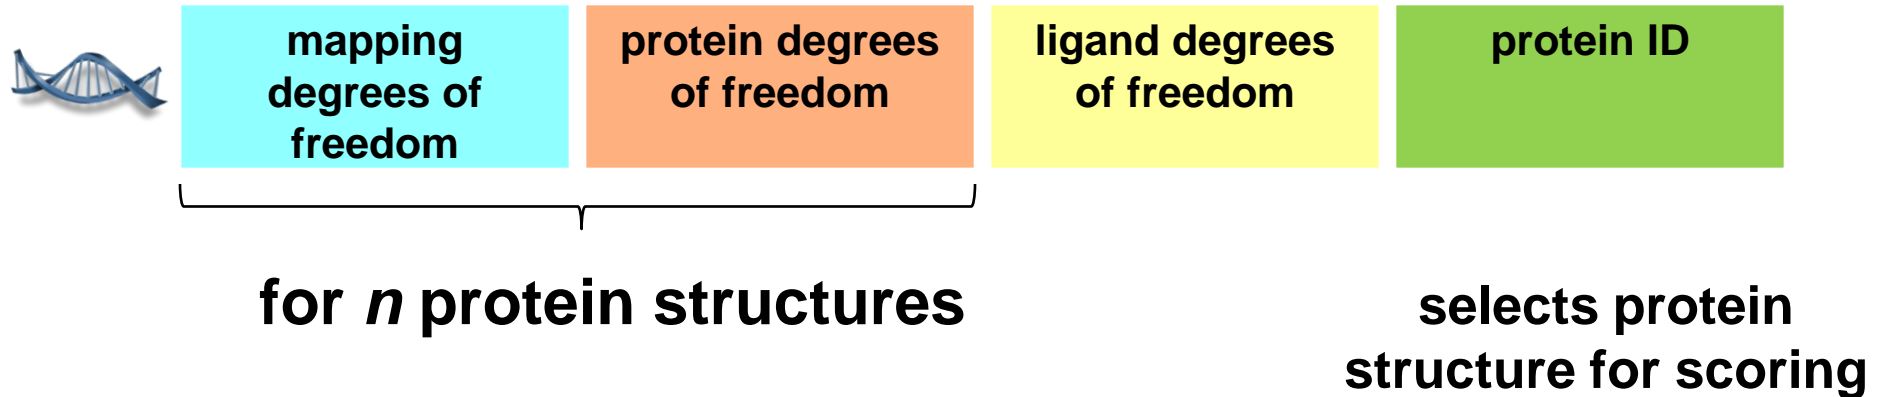 mapping
degrees of
freedom
protein degrees
of freedom
ligand degrees
of freedom
protein ID
for n protein structures
selects protein
structure for scoring